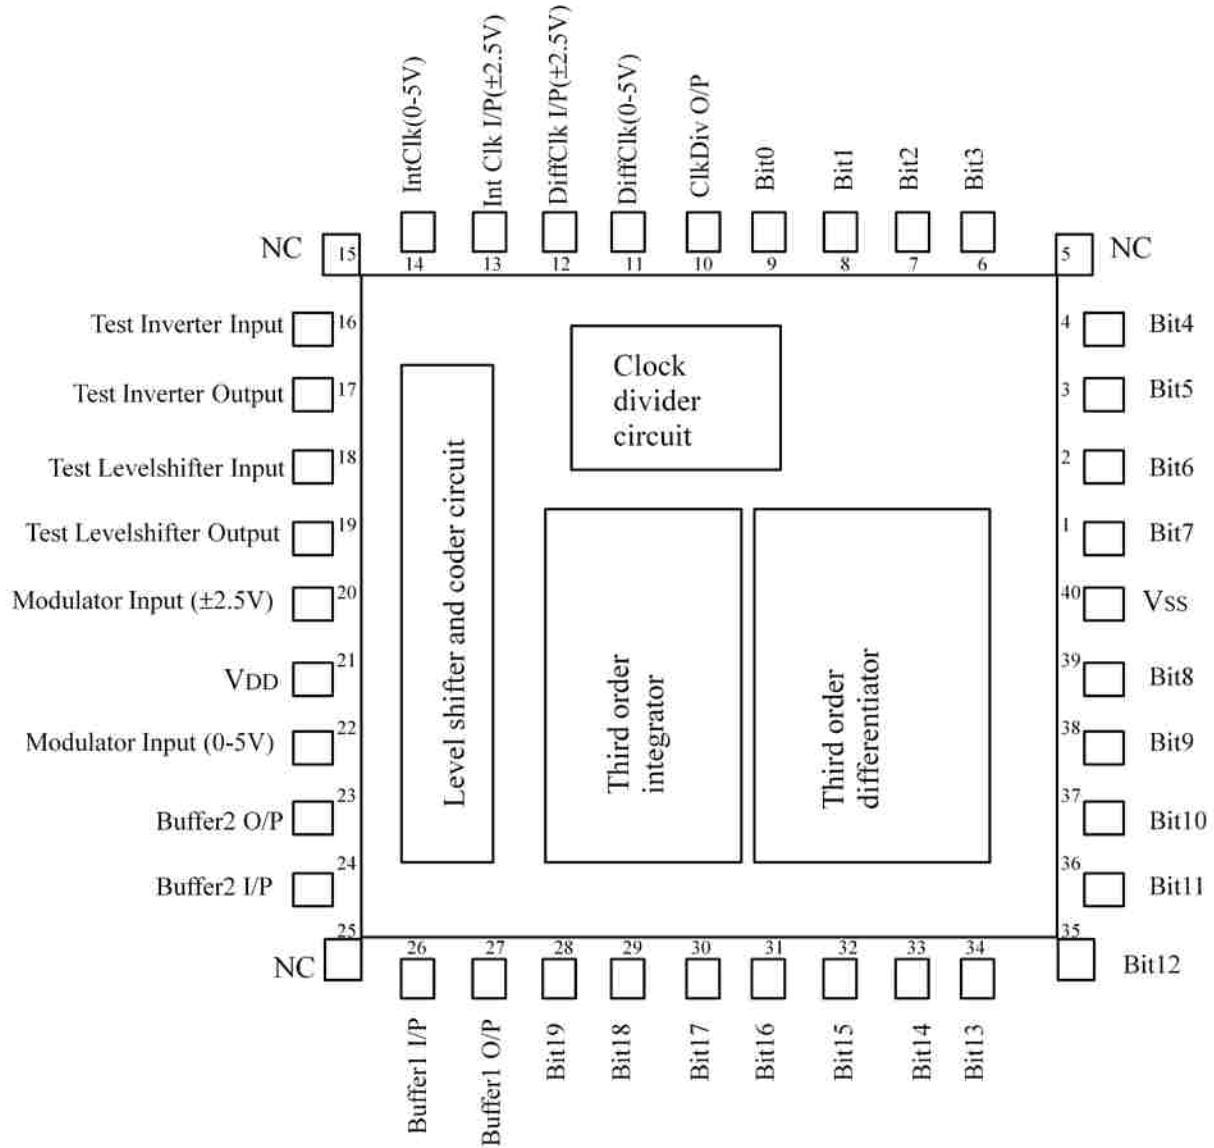 IntClk(0-5V)
Int Clk I/P(±2.5V)
DiffClk I/P(±2.5V)
DiffClk(0-5V)
ClkDiv O/P
Bit0
Bit1
Bit2
Bit3
NC
15
14
13
12
11
10
9
8
7
6
5
NC
Test Inverter Input
16
Test Inverter Output
17
Test Levelshifter Input
18
Test Levelshifter Output
19
Modulator Input (±2.5V)
20
VDD
21
Modulator Input (0-5V)
22
Buffer2 O/P
23
Buffer2 I/P
24
Level shifter and coder circuit
Clock
divider
circuit
Third order
integrator
Third order
differentiator
4
Bit4
3
Bit5
2
Bit6
1
Bit7
40
VSS
39
Bit8
38
Bit9
37
Bit10
36
Bit11
25
NC
26
27
28
29
30
31
32
33
34
35
Bit12
Buffer1 I/P
Buffer1 O/P
Bit19
Bit18
Bit17
Bit16
Bit15
Bit14
Bit13